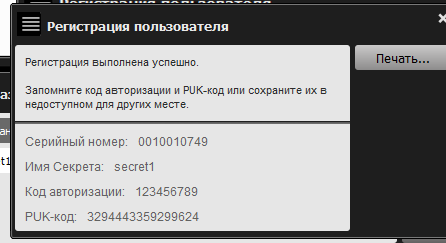 Регистрация пользователя
Регистрация выполнена успешно.
Печать...
Запомните код авторизации и PUK-код или сохраните их в
недоступном для других месте.
Серийный номер: 0010010749
Имя Секрета: secret1
Код авторизации: 123456789
PUK-код: 3294443359299624